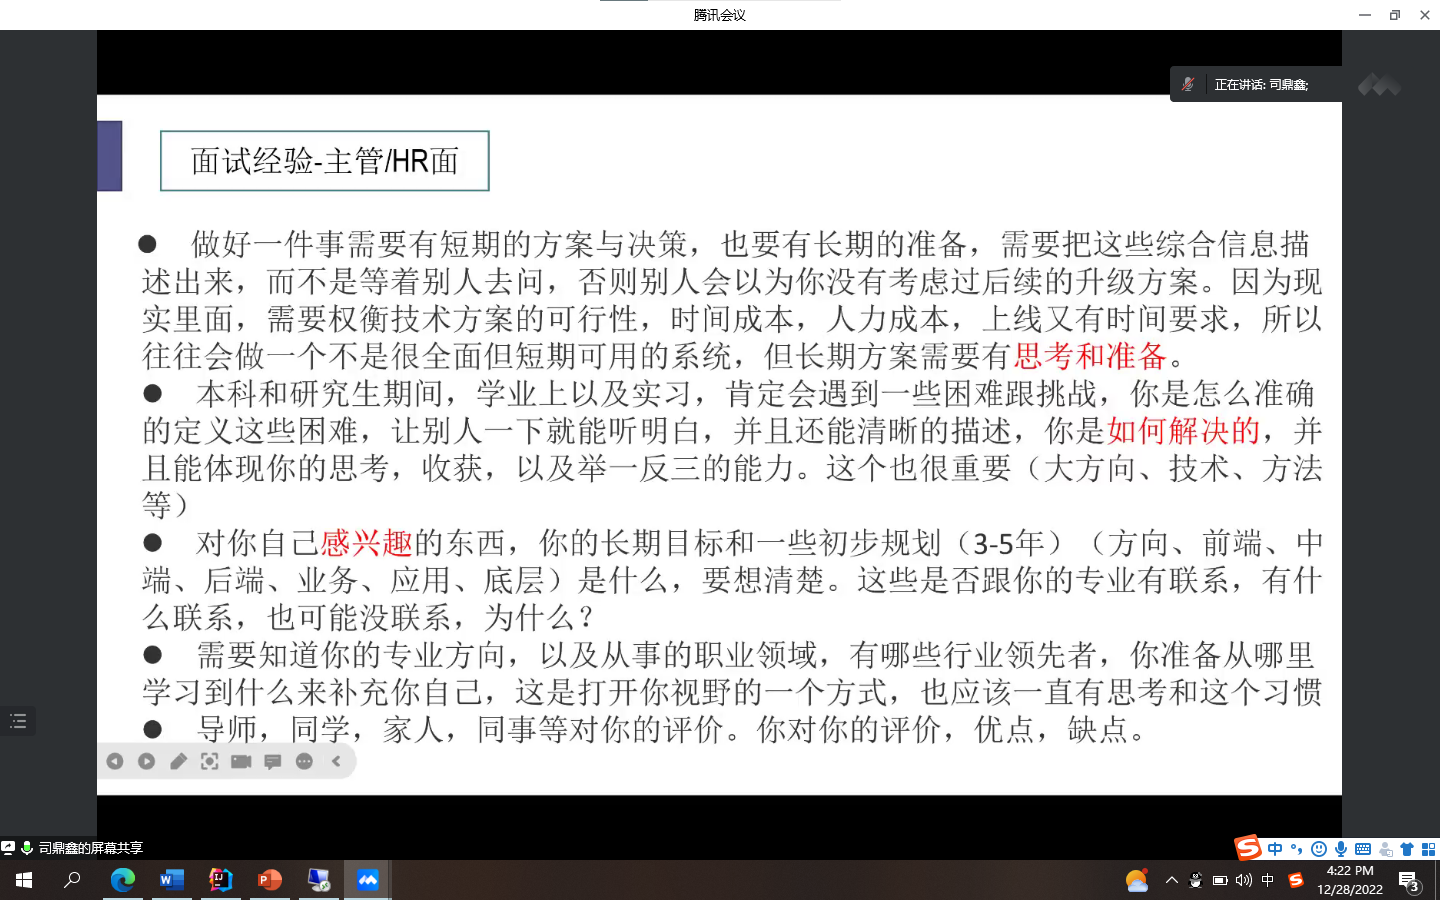 腾讯会议
正在讲话: 司鼎鑫;
面试经验-主管/HR面
● 做好一件事需要有短期的方案与决策，也要有长期的准备，需要把这些综合信息描
述出来，而不是等着别人去问，否则别人会以为你没有考虑过后续的升级方案。因为现
实里面，需要权衡技术方案的可行性，时间成本，人力成本，上线又有时间要求，所以
往往会做一个不是很全面但短期可用的系统，但长期方案需要有思考和准备。
● 本科和研究生期间，学业上以及实习，肯定会遇到一些困难跟挑战，你是怎么准确
的定义这些困难，让别人一下就能听明白，并且还能清晰的描述，你是如何解决的，并
且能体现你的思考，收获，以及举一反三的能力。这个也很重要（大方向、技术、方法
等）
● 对你自己感兴趣的东西，你的长期目标和一些初步规划（3-5年）（方向、前端、中
端、后端、业务、应用、底层）是什么，要想清楚。这些是否跟你的专业有联系，有什
么联系，也可能没联系，为什么？
● 需要知道你的专业方向，以及从事的职业领域，有哪些行业领先者，你准备从哪里
学习到什么来补充你自己，这是打开你视野的一个方式，也应该一直有思考和这个习惯
● 导师，同学，家人，同事等对你的评价。你对你的评价，优点，缺点。
司鼎鑫的屏幕共享
中
中
4:22 PM
12/28/2022
3